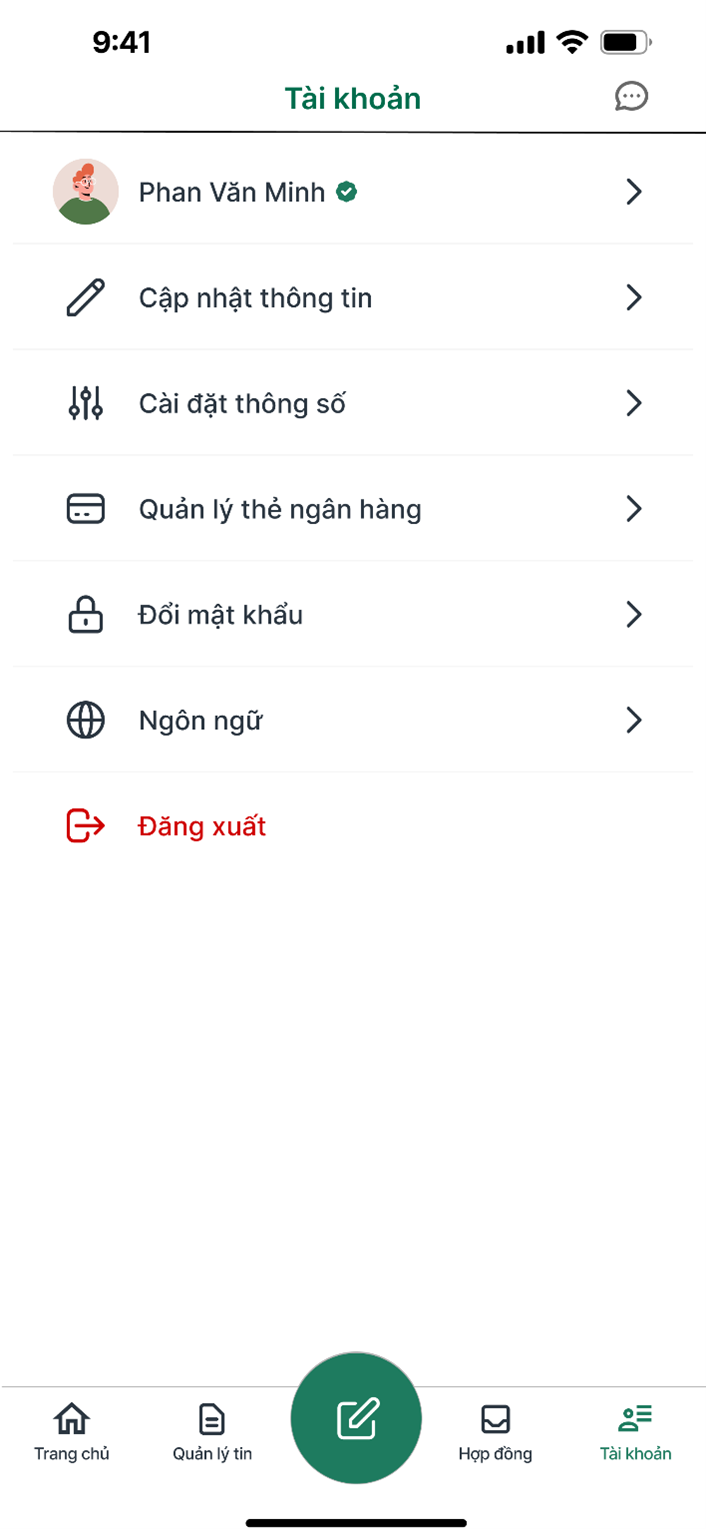 9:41
Tài khoản
Phan Văn Minh
Cập nhật thông tin
Cài đặt thông số
Quản lý thẻ ngân hàng
Đổi mật khẩu
Ngôn ngữ
Đăng xuất
Trang chủ
Quản lý tin
Hợp đồng
Tài khoản